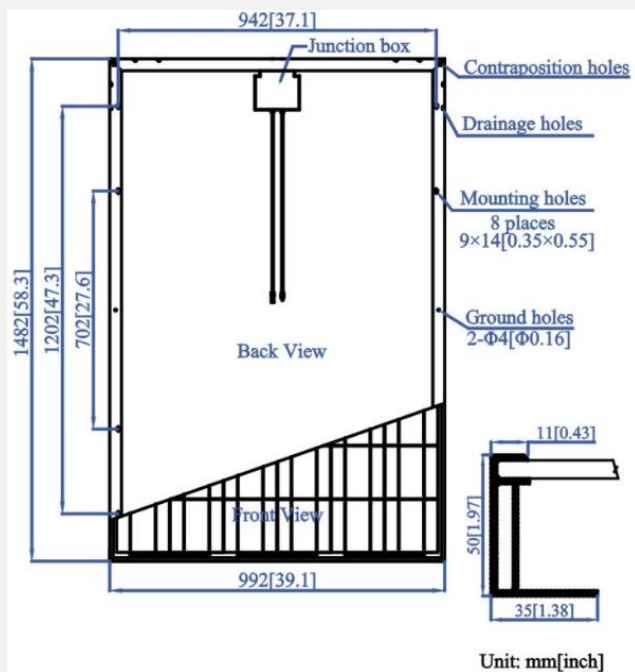 942[37.1]
Junction box
Contraposition holes
Drainage holes
Mounting holes
8 places
9×14[0.35×0.55]
Ground holes
2-Φ4[Φ0.16]
1482[58.3]
1202[47.3]
702[27.6]
Back View
Front View
992[39.1]
11[0.43]
50[1.97]
35[1.38]
Unit: mm[inch]